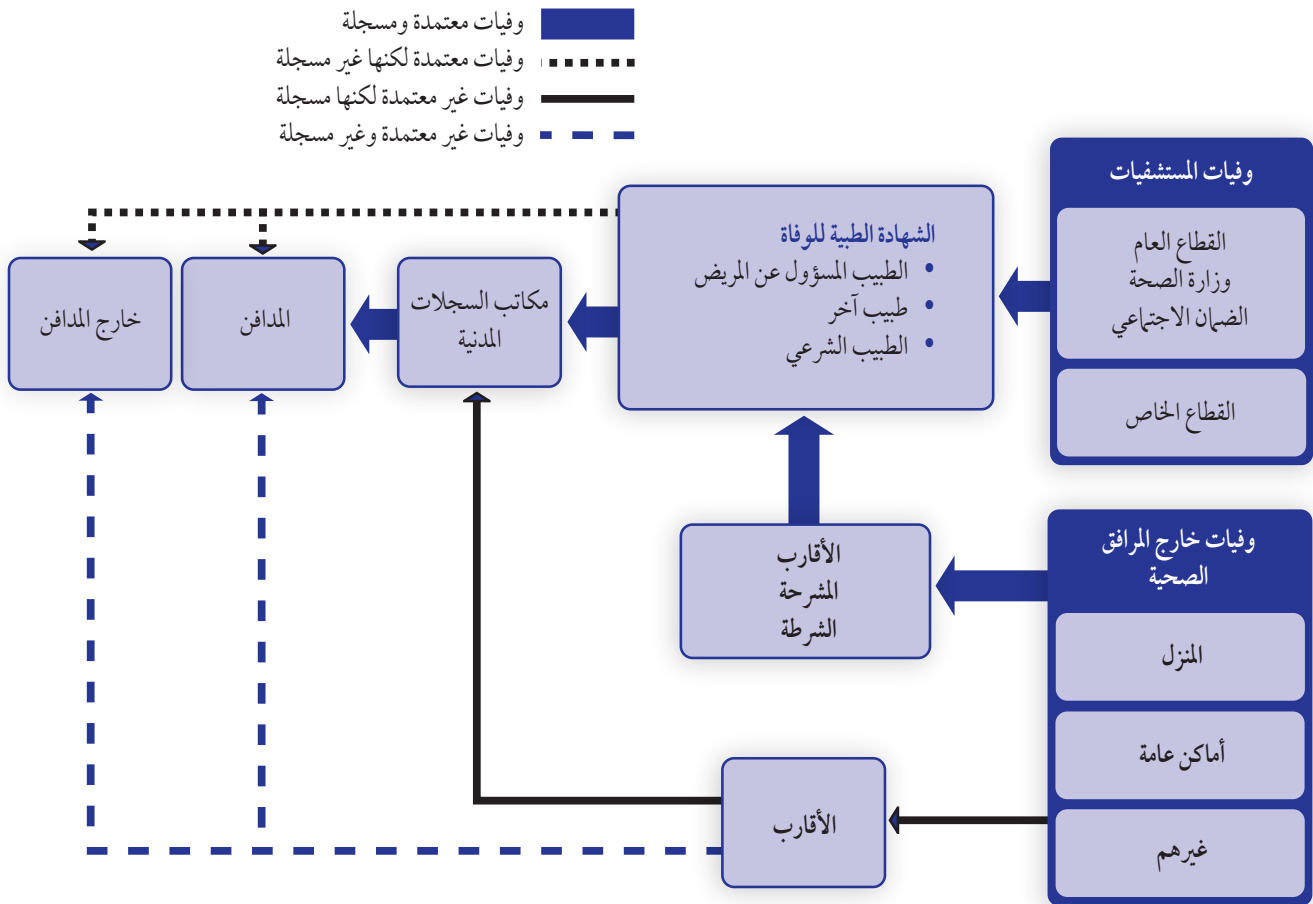 وفيات معتمدة ومسجلة
وفيات معتمدة لكنها غير مسجلة
وفيات غير معتمدة لكنها مسجلة
وفيات غير معتمدة وغير مسجلة
وفيات المستشفيات
القطاع العام
وزارة الصحة
الضمان الاجتماعي
القطاع الخاص
الشهادة الطبية للوفاة
• الطبيب المسؤول عن المريض
• طبيب آخر
• الطبيب الشرعي
مكاتب السجلات
المدنية
المدافن
خارج المدافن
وفيات خارج المرافق
الصحية
المنزل
أماكن عامة
غيرهم
الأقارب
المشرحة
الشرطة
الأقارب